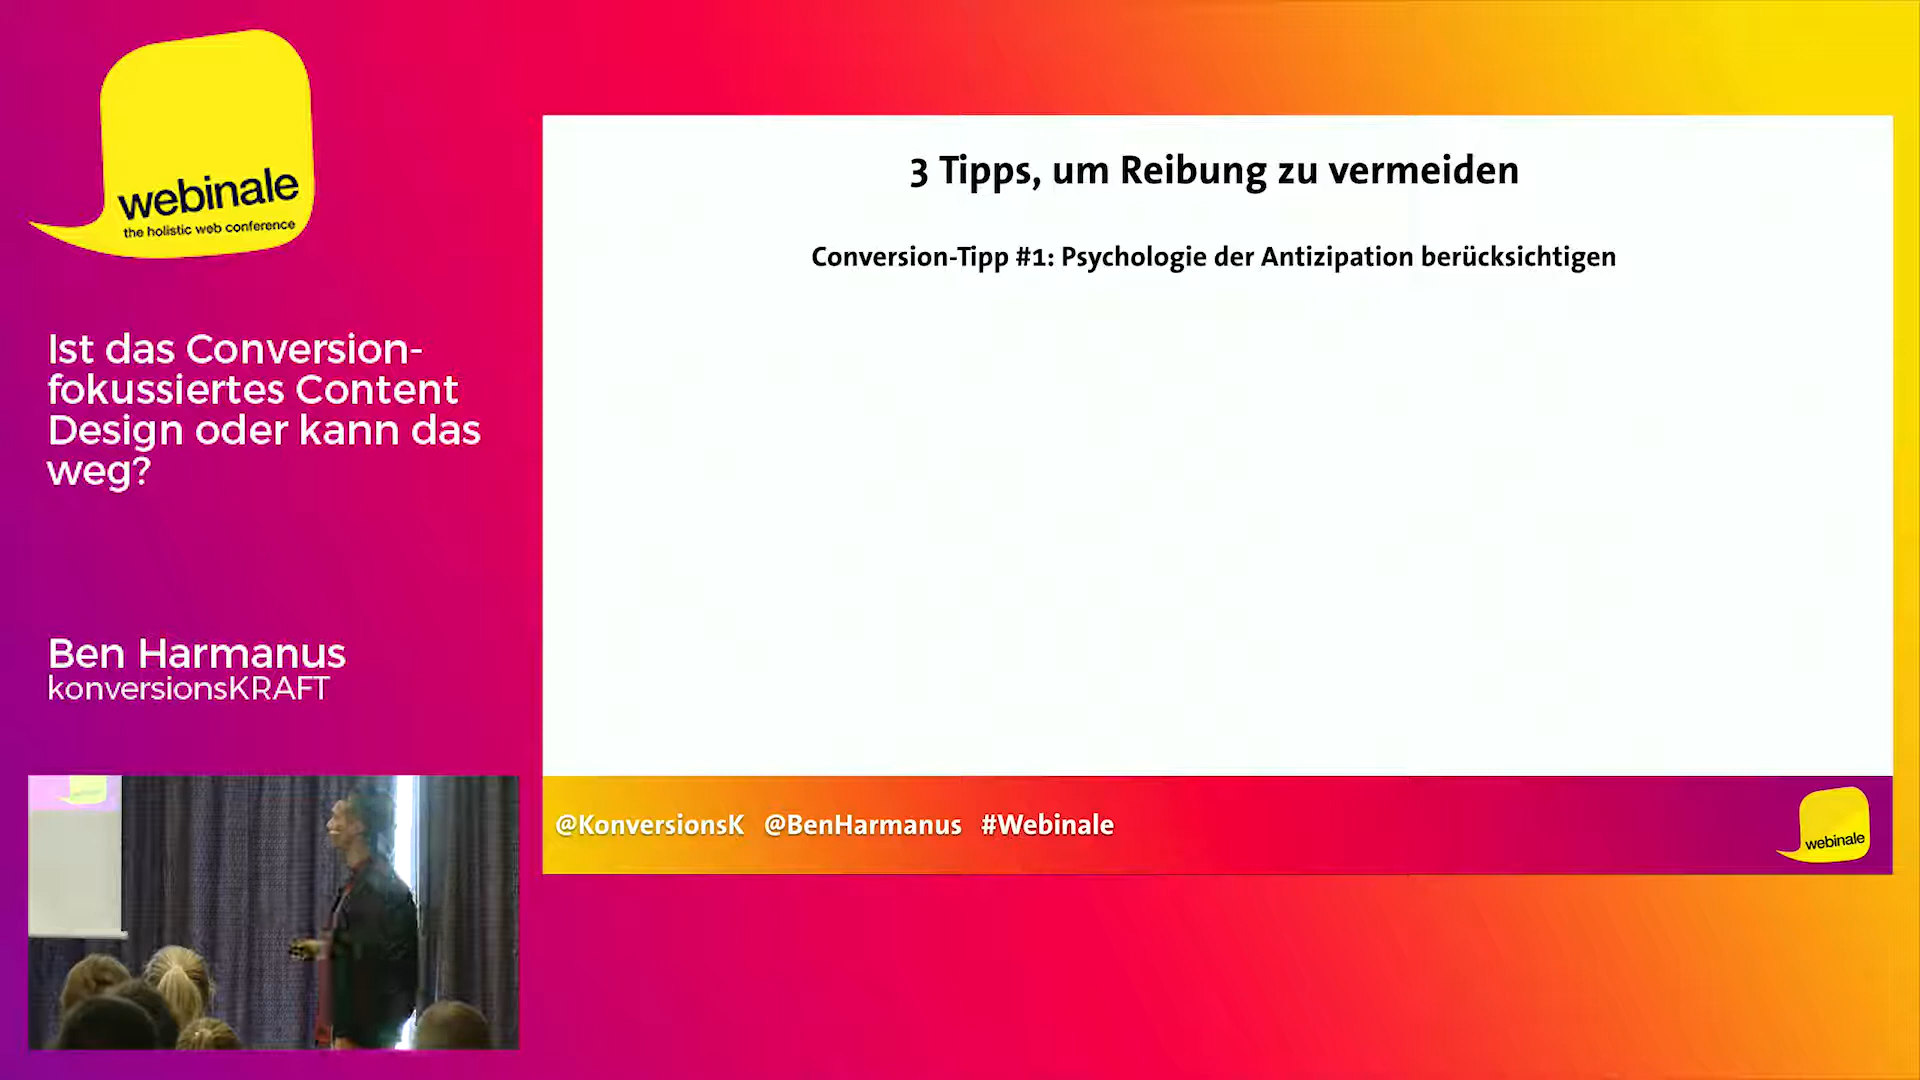 webinale
the holistic web conference
Ist das Conversion-
fokussiertes Content
Design oder kann das
weg?
Ben Harmanus
konversionsKRAFT
3 Tipps, um Reibung zu vermeiden
Conversion-Tipp #1: Psychologie der Antizipation berücksichtigen
@KonversionsK @BenHarmanus #Webinale
webinale